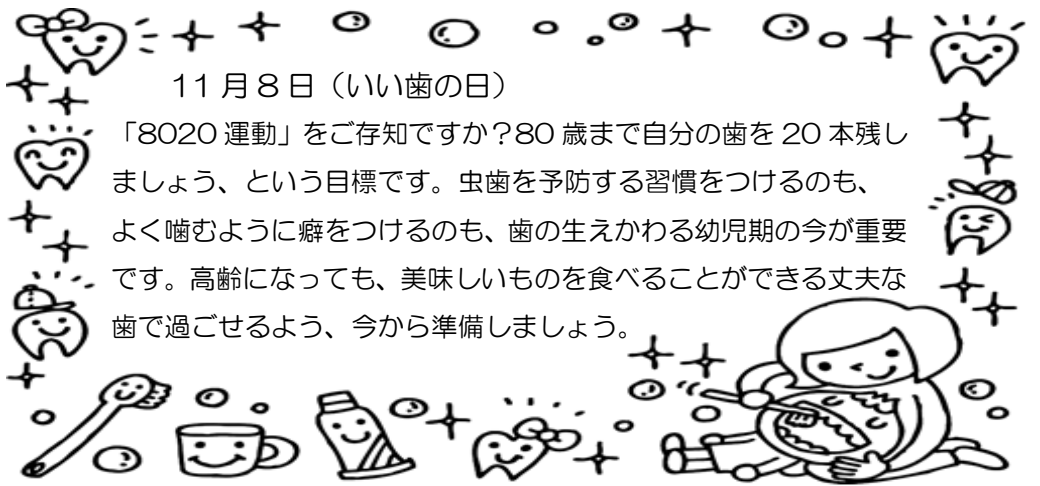 11月8日（いい歯の日）
「8020運動」をご存知ですか？80歳まで自分の歯を20本残し
ましょう、という目標です。虫歯を予防する習慣をつけるのも、
よく噛むように癖をつけるのも、歯の生えかわる幼児期の今が重要
です。高齢になっても、美味しいものを食べることができる丈夫な
歯で過ごせるよう、今から準備しましょう。